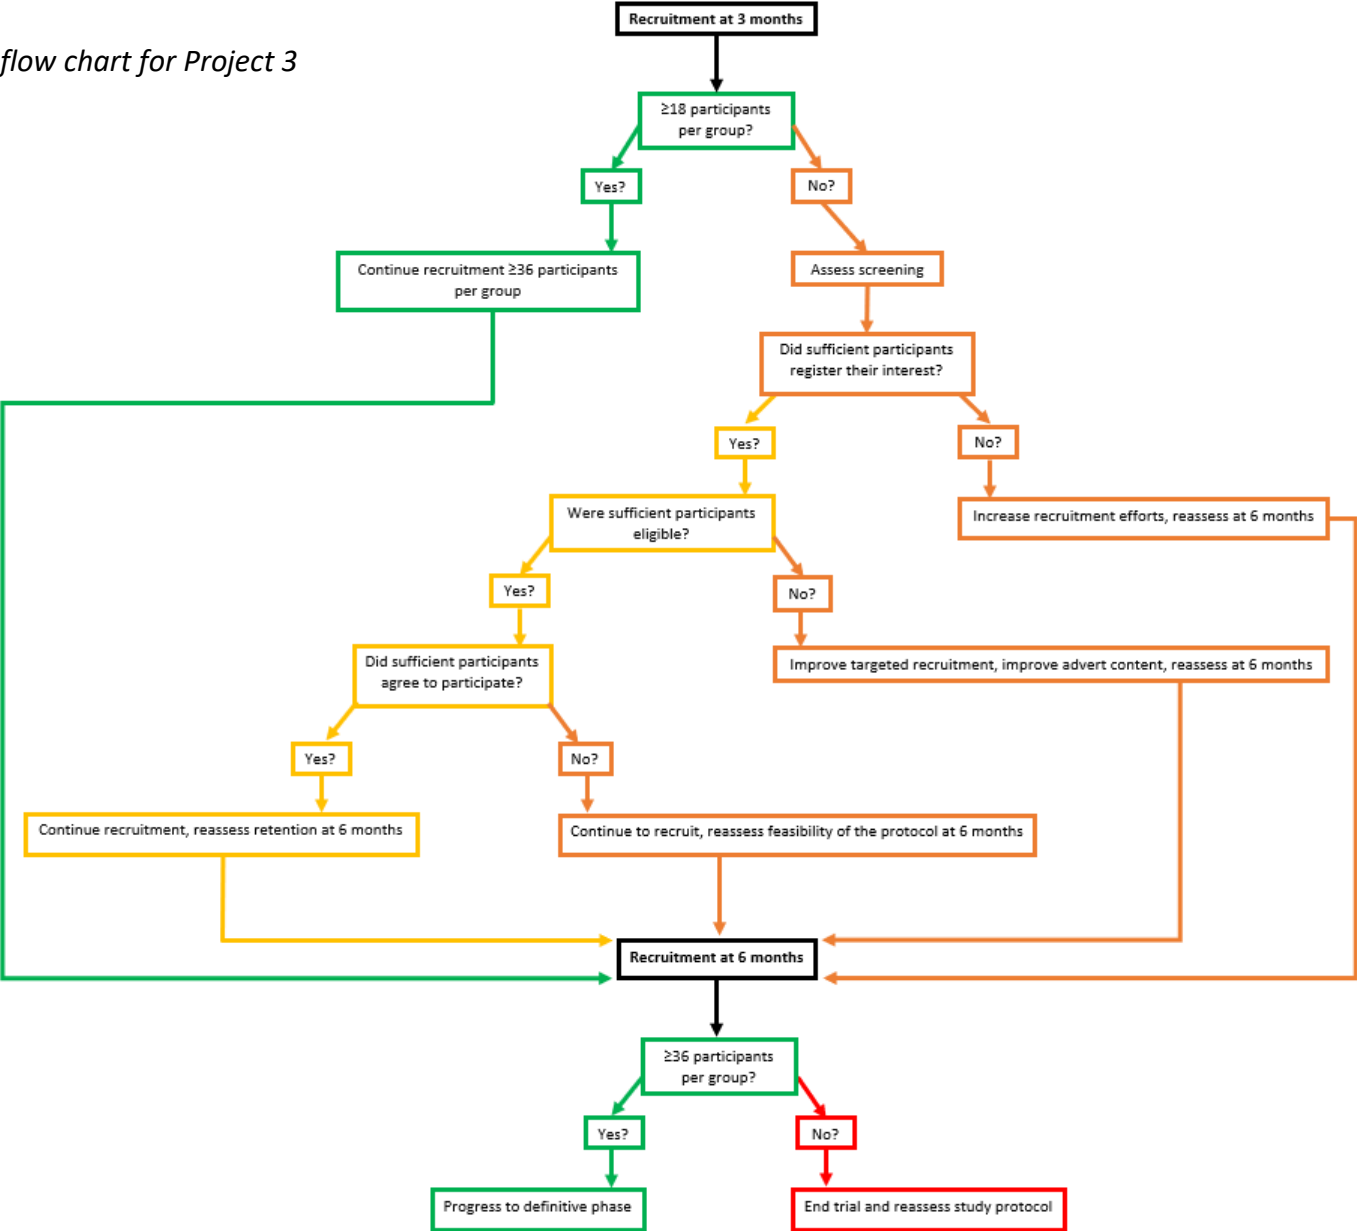 Recruitment at 3 months
flow chart for Project 3
≥18 participants
per group?
Yes?
No?
Continue recruitment ≥36 participants
per group
Assess screening
Did sufficient participants
register their interest?
Yes?
No?
Were sufficient participants
eligible?
Increase recruitment efforts, reassess at 6 months
Yes?
No?
Did sufficient participants
agree to participate?
Improve targeted recruitment, improve advert content, reassess at 6 months
Yes?
No?
Continue recruitment, reassess retention at 6 months
Continue to recruit, reassess feasibility of the protocol at 6 months
Recruitment at 6 months
≥36 participants
per group?
Yes?
No?
Progress to definitive phase
End trial and reassess study protocol